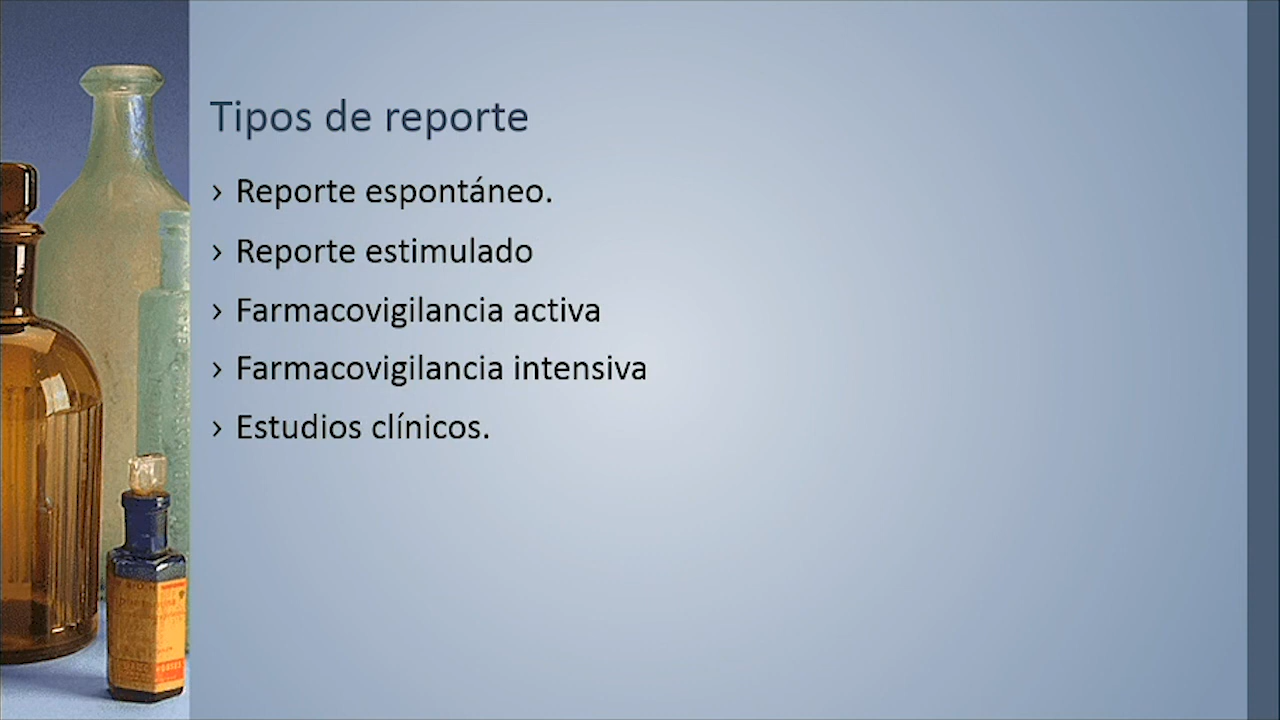 Tipos de reporte
› Reporte espontáneo.
› Reporte estimulado
› Farmacovigilancia activa
› Farmacovigilancia intensiva
› Estudios clínicos.